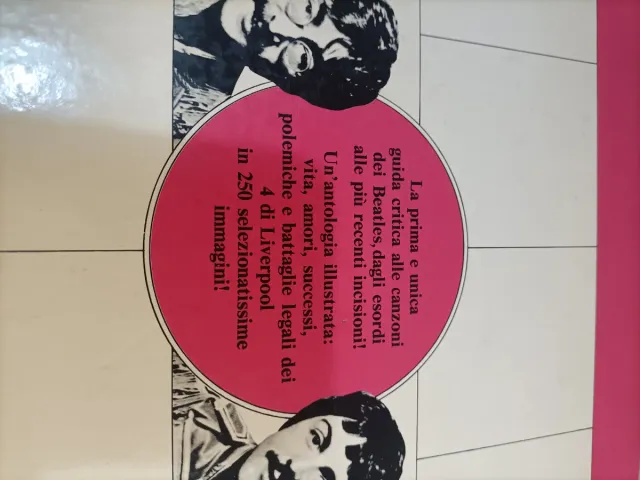 La prima e unica
guida critica alle canzoni
dei Beatles, dagli esordi
alle più recenti incisioni!
Un'antologia illustrata:
vita, amori, successi,
polemiche e battaglie legali dei
4 di Liverpool
in 250 selezionatissime
immagini!